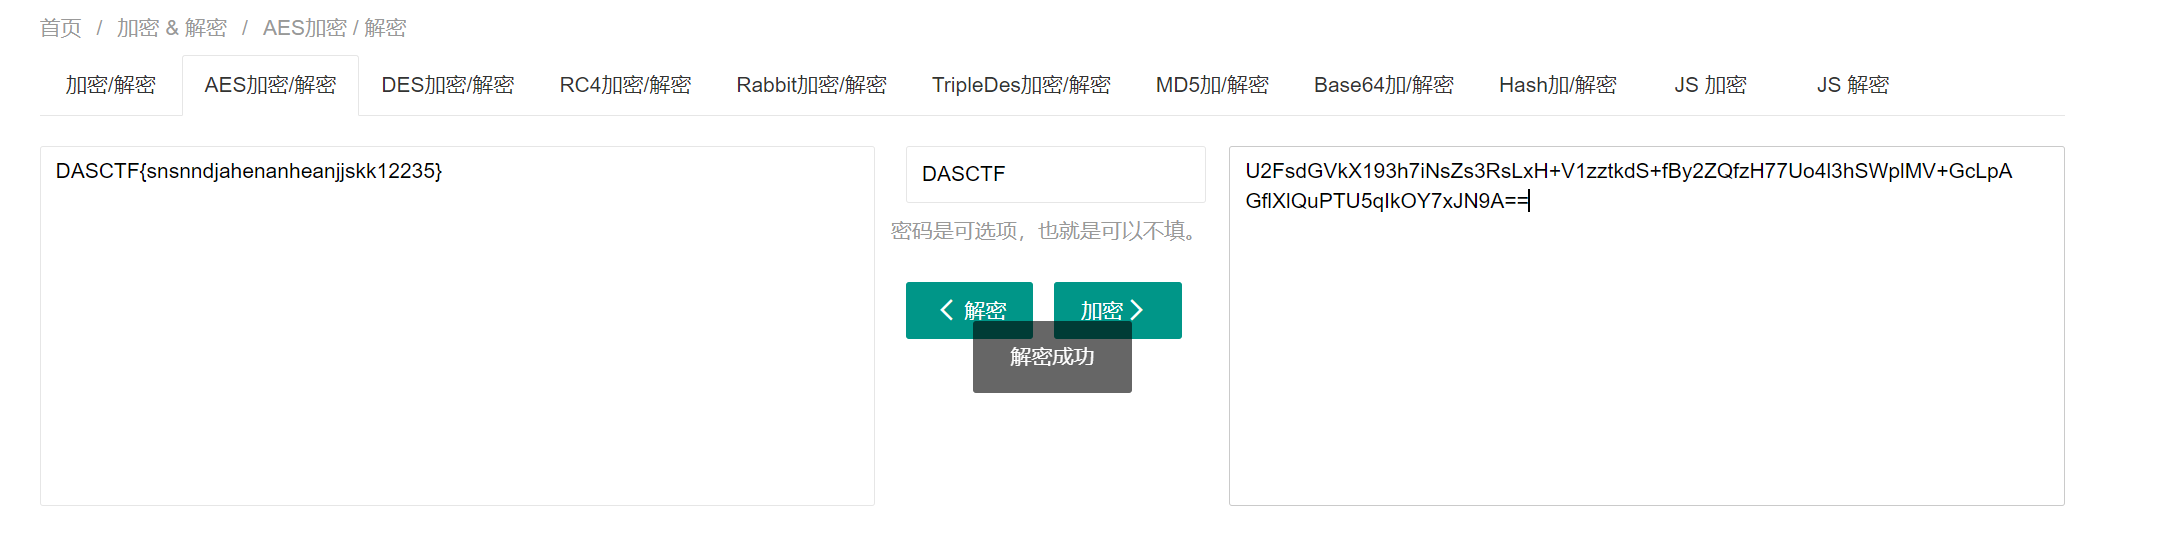 首页 / 加密 & 解密 / AES加密 / 解密
加密/解密 AES加密/解密 DES加密/解密 RC4加密/解密 Rabbit加密/解密 TripleDes加密/解密 MD5加/解密 Base64加/解密 Hash加/解密 JS 加密 JS 解密
DASCTF{snsnndjahenanheanjjskk12235}
DASCTF
密码是可选项，也就是可以不填。
解密 加密
解密成功
U2FsdGVkX193h7iNsZs3RsLxH+V1zztkdS+fBy2ZQfzH77Uo4l3hSWplMV+GcLpA
GflXlQuPTU5qIkOY7xJN9A==